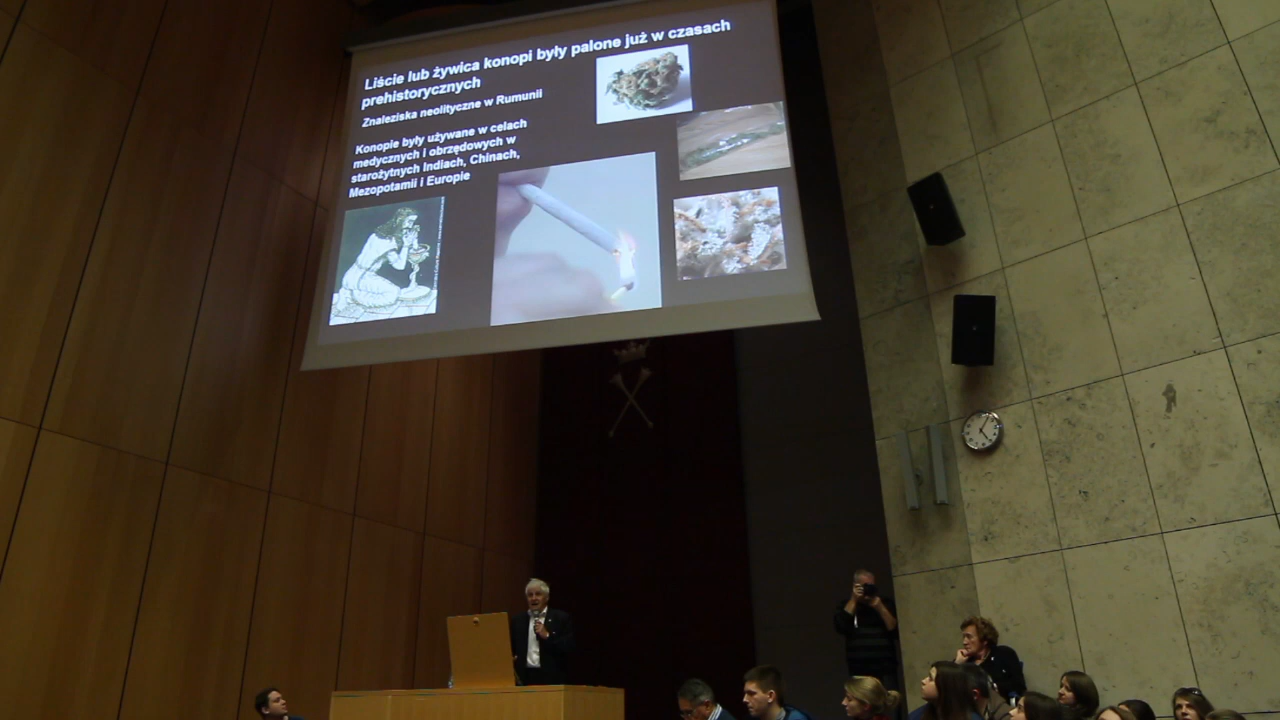 Liście lub żywica konopi były palone już w czasach
prehistorycznych
Znaleziska neolityczne w Rumunii
Konopie były używane w celach
medycznych i obrzędowych w
starożytnych Indiach, Chinach,
Mezopotamii i Europie